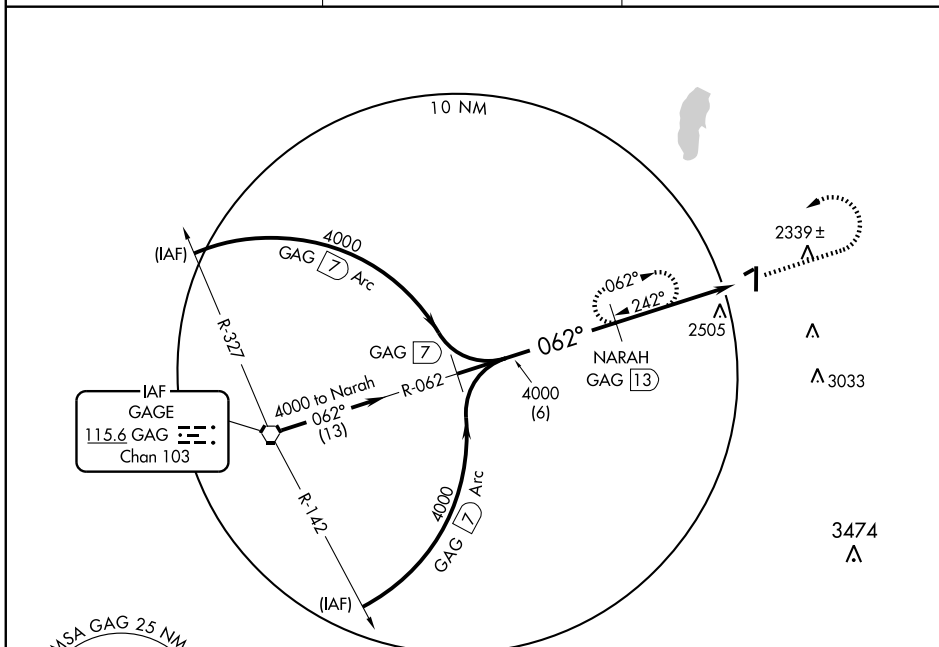 10 NM
2339 ±
(IAF)
4000
GAG 7 Arc
R-327
062°
242°
2505
GAG 7
062°
NARAH
GAG 13
3033
4000
(6)
IAF
GAGE
115.6 GAG
Chan 103
4000 to Narah
062°
(13)
R-062
R-142
4000
GAG 7 Arc
3474
(IAF)
MSA GAG 25 NM